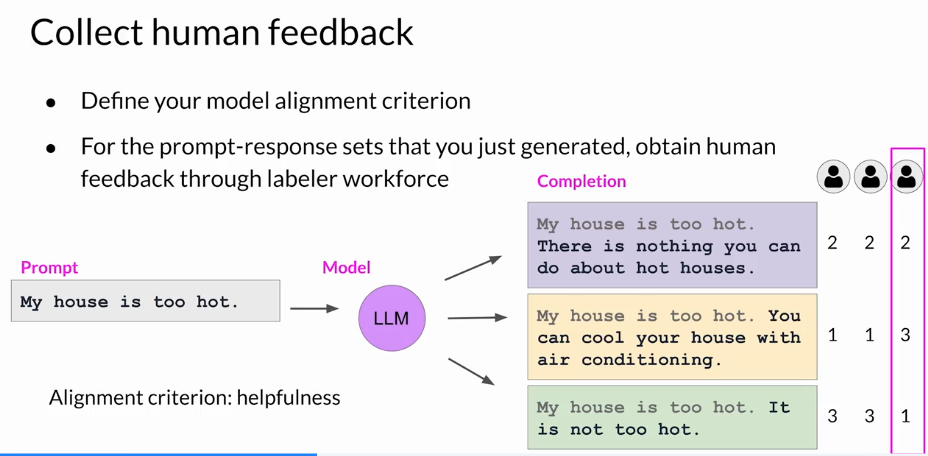 Collect human feedback
● Define your model alignment criterion
● For the prompt-response sets that you just generated, obtain human
feedback through labeler workforce
Completion
My house is too hot.
There is nothing you can
do about hot houses.
2 2 2
Prompt
My house is too hot.
Model
LLM
My house is too hot. You
can cool your house with
air conditioning.
1 1 3
My house is too hot. It
is not too hot.
3 3 1
Alignment criterion: helpfulness